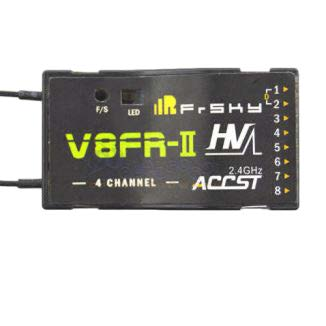 F/S LED FrSKY
V8FR-II HV
— 4 CHANNEL — 2.4GHz
ACCST
1
2
3
4
5
6
7
8